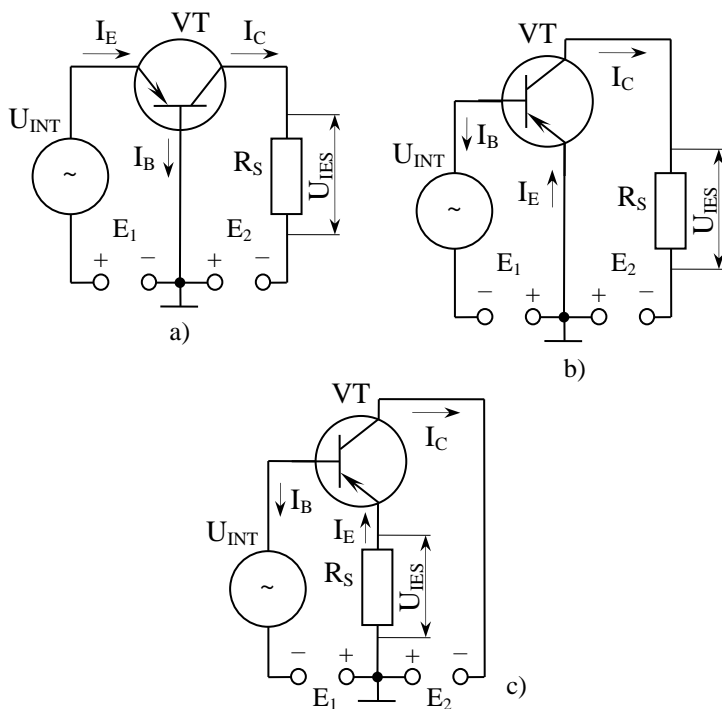 VT
I_E
I_C
U_INT
~
I_B
R_S
U_IES
E_1
E_2
+ − + −
a)
VT
I_C
U_INT
~
I_B
I_E
R_S
U_IES
E_1
E_2
− + + −
b)
VT
I_C
I_B
U_INT
~
I_E
R_S
U_IES
− + + −
E_1
E_2
c)